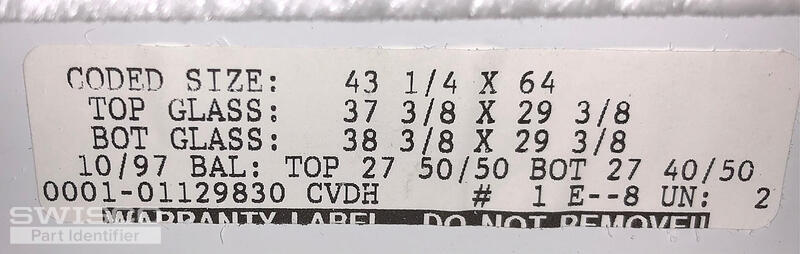 CODED SIZE: 43 1/4 X 64
TOP GLASS: 37 3/8 X 29 3/8
BOT GLASS: 38 3/8 X 29 3/8
10/97 BAL: TOP 27 50/50 BOT 27 40/50
0001-01129830 CVDH # 1 E--8 UN: 2
WARRANTY LABEL DO NOT REMOVE!!
SWIS
Part Identifier